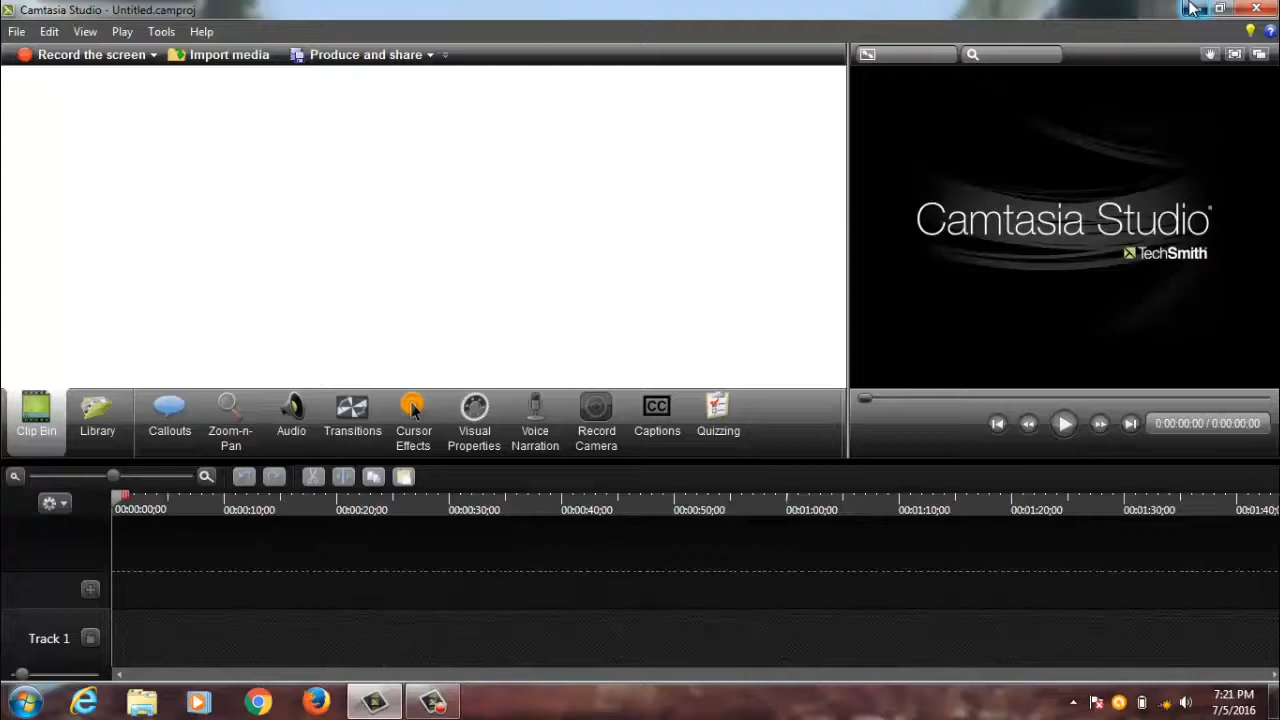 Camtasia Studio - Untitled.camproj
File Edit View Play Tools Help
Record the screen Import media Produce and share
Camtasia Studio
TechSmith
Clip Bin Library Callouts Zoom-n-Pan Audio Transitions Cursor Effects Visual Properties Voice Narration Record Camera CC Captions Quizzing
0:00:00:00 / 0:00:00:00
00:00:00;00 00:00:10;00 00:00:20;00 00:00:30;00 00:00:40;00 00:00:50;00 00:01:00;00 00:01:10;00 00:01:20;00 00:01:30;00 00:01:40;
Track 1
7:21 PM
7/5/2016